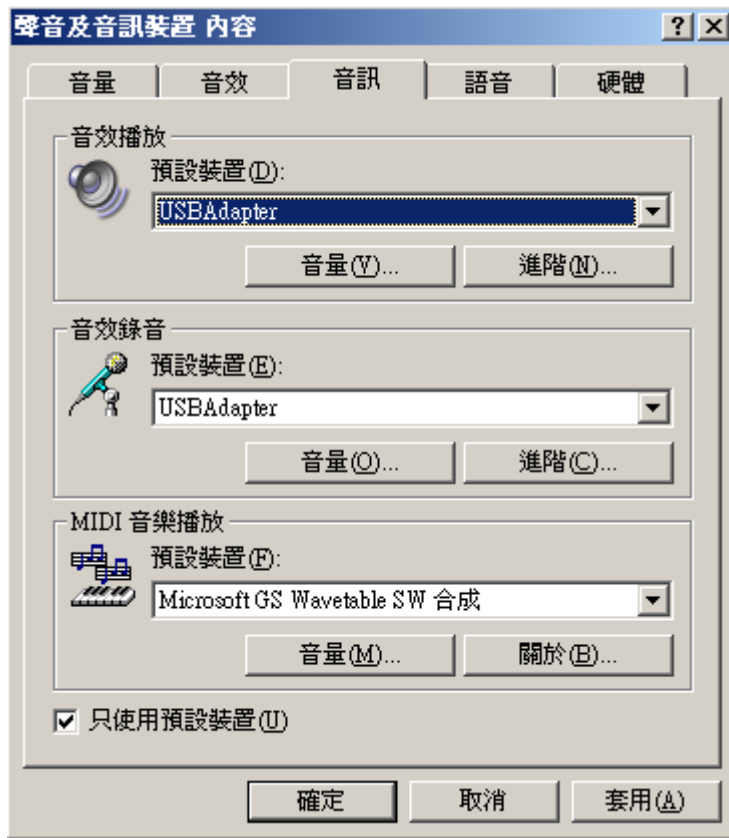 聲音及音訊裝置 內容
音量 音效 音訊 語音 硬體
音效播放
預設裝置(D):
USBAdapter
音量(V)... 進階(N)...
音效錄音
預設裝置(E):
USBAdapter
音量(O)... 進階(C)...
MIDI 音樂播放
預設裝置(F):
Microsoft GS Wavetable SW 合成
音量(M)... 關於(B)...
只使用預設裝置(U)
確定 取消 套用(A)